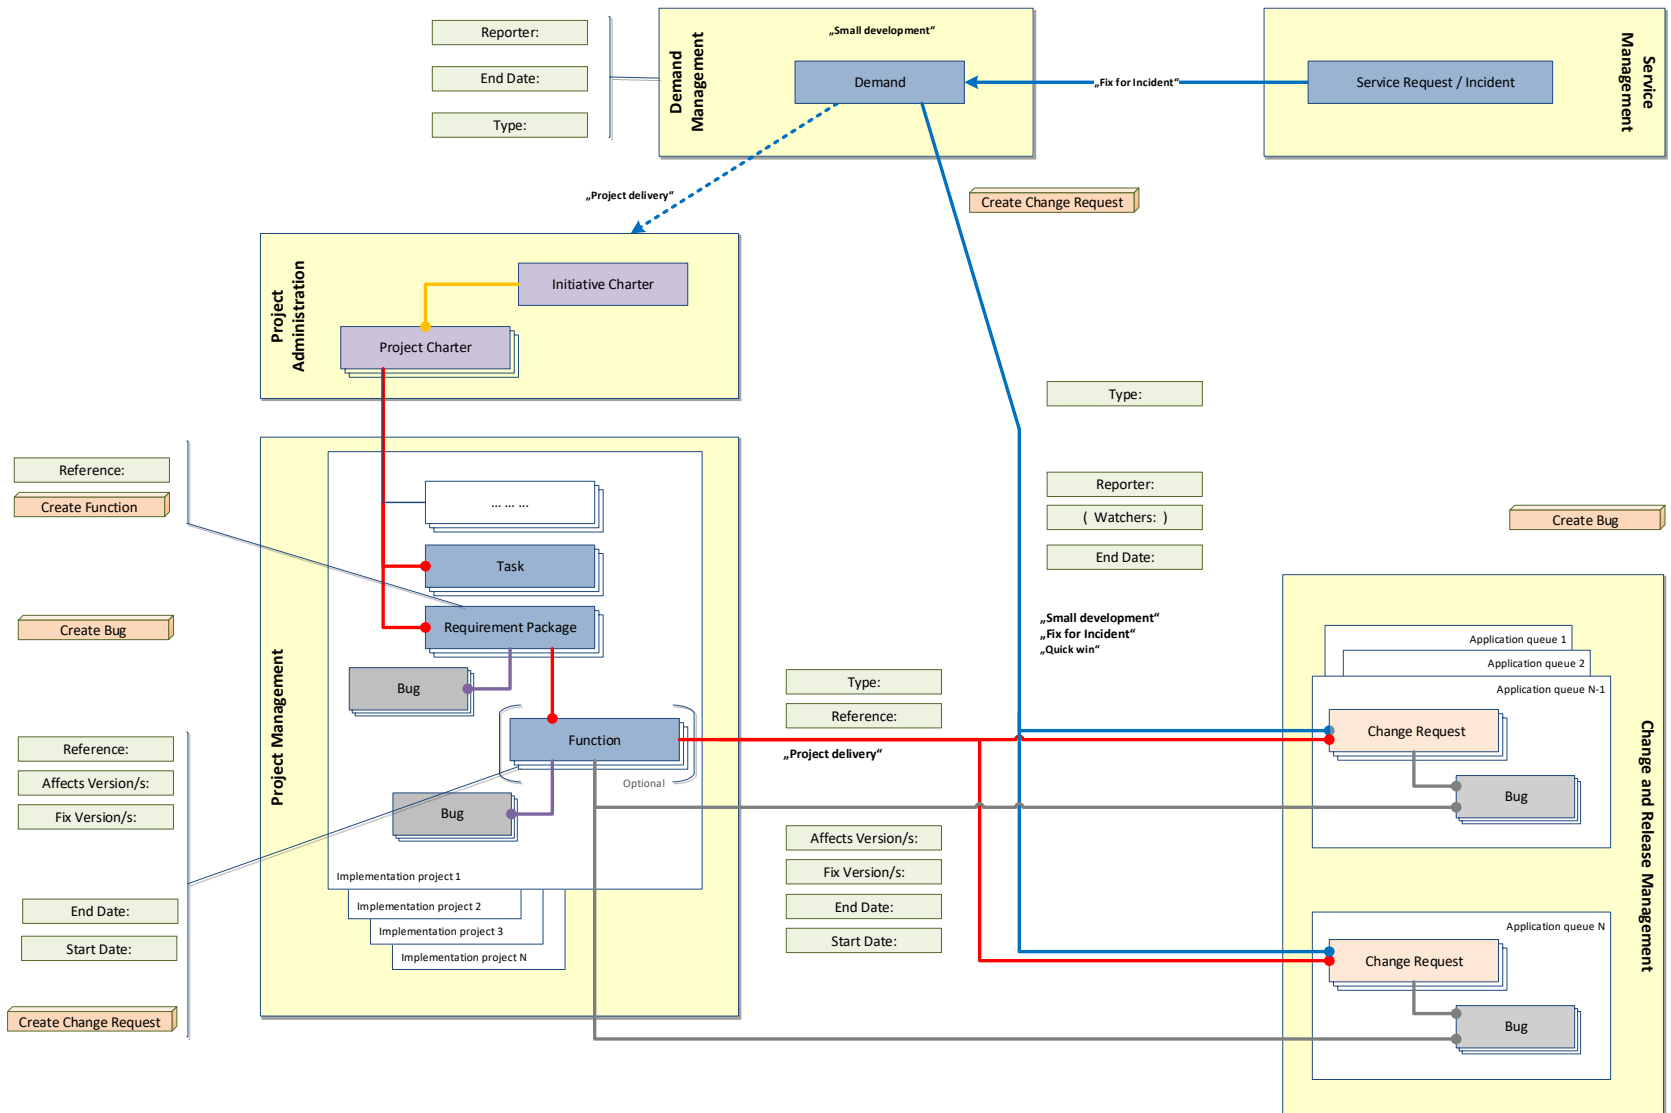 Reporter:
End Date:
Type:
Demand
Management
„Small development“
Demand
„Fix for Incident“
Service Request / Incident
Service
Management
„Project delivery“
Create Change Request
Project
Administration
Initiative Charter
Project Charter
Type:
Reporter:
( Watchers: )
End Date:
„Small development“
„Fix for Incident“
„Quick win“
Reference:
Create Function
Create Bug
Reference:
Affects Version/s:
Fix Version/s:
End Date:
Start Date:
Create Change Request
Project Management
... ... ...
Task
Requirement Package
Bug
Function
Optional
Bug
Implementation project 1
Implementation project 2
Implementation project 3
Implementation project N
Type:
Reference:
„Project delivery“
Affects Version/s:
Fix Version/s:
End Date:
Start Date:
Create Bug
Change and Release Management
Application queue 1
Application queue 2
Application queue N-1
Change Request
Bug
Application queue N
Change Request
Bug